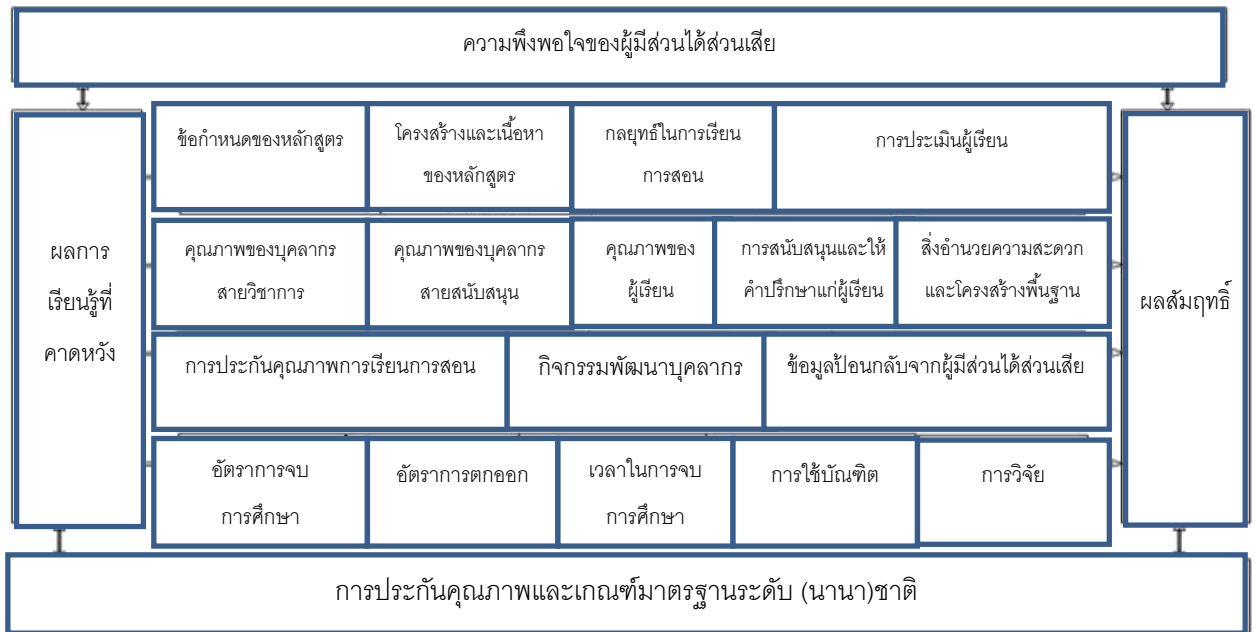 ความพึงพอใจของผู้มีส่วนได้ส่วนเสีย
ผลการ
เรียนรู้ที่
คาดหวัง
ข้อกำหนดของหลักสูตร
โครงสร้างและเนื้อหา
ของหลักสูตร
กลยุทธ์ในการเรียน
การสอน
การประเมินผู้เรียน
คุณภาพของบุคลากร
สายวิชาการ
คุณภาพของบุคลากร
สายสนับสนุน
คุณภาพของ
ผู้เรียน
การสนับสนุนและให้
คำปรึกษาแก่ผู้เรียน
สิ่งอำนวยความสะดวก
และโครงสร้างพื้นฐาน
การประกันคุณภาพการเรียนการสอน
กิจกรรมพัฒนาบุคลากร
ข้อมูลป้อนกลับจากผู้มีส่วนได้ส่วนเสีย
อัตราการจบ
การศึกษา
อัตราการตกออก
เวลาในการจบ
การศึกษา
การใช้บัณฑิต
การวิจัย
ผลสัมฤทธิ์
การประกันคุณภาพและเกณฑ์มาตรฐานระดับ (นานา)ชาติ